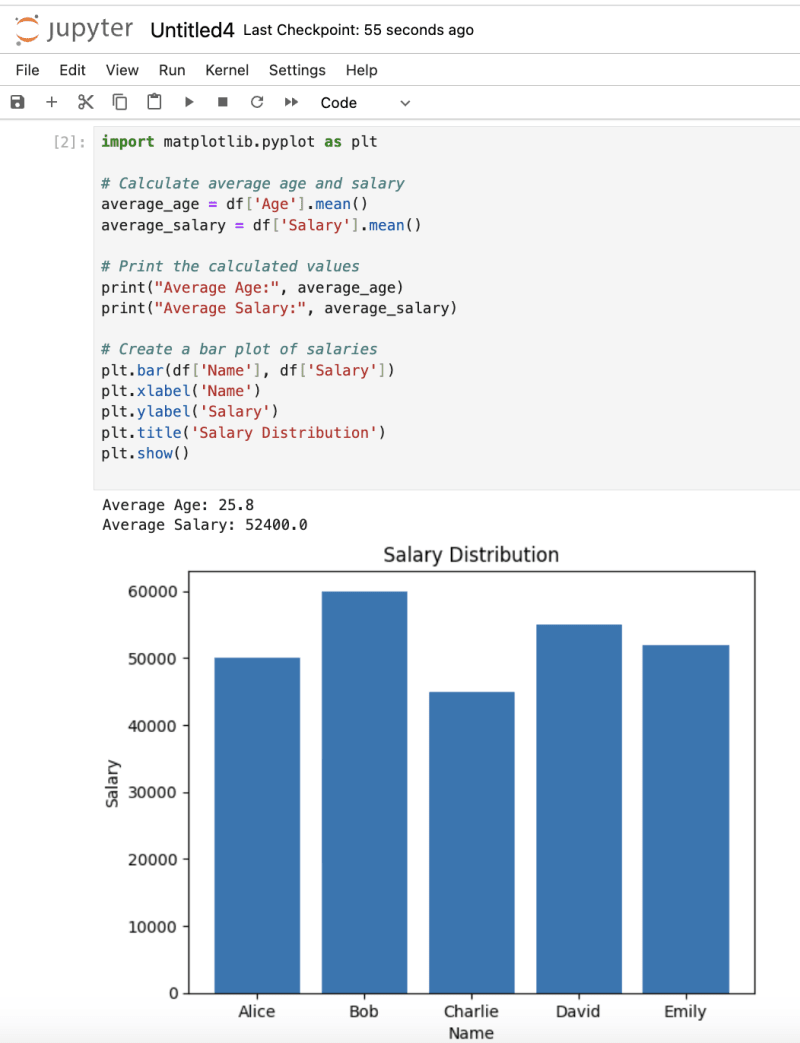 jupyter Untitled4 Last Checkpoint: 55 seconds ago
File Edit View Run Kernel Settings Help
Code
[2]: import matplotlib.pyplot as plt
# Calculate average age and salary
average_age = df['Age'].mean()
average_salary = df['Salary'].mean()
# Print the calculated values
print("Average Age:", average_age)
print("Average Salary:", average_salary)
# Create a bar plot of salaries
plt.bar(df['Name'], df['Salary'])
plt.xlabel('Name')
plt.ylabel('Salary')
plt.title('Salary Distribution')
plt.show()
Average Age: 25.8
Average Salary: 52400.0
Salary Distribution
60000
50000
40000
30000
20000
10000
0
Salary
Alice Bob Charlie David Emily
Name